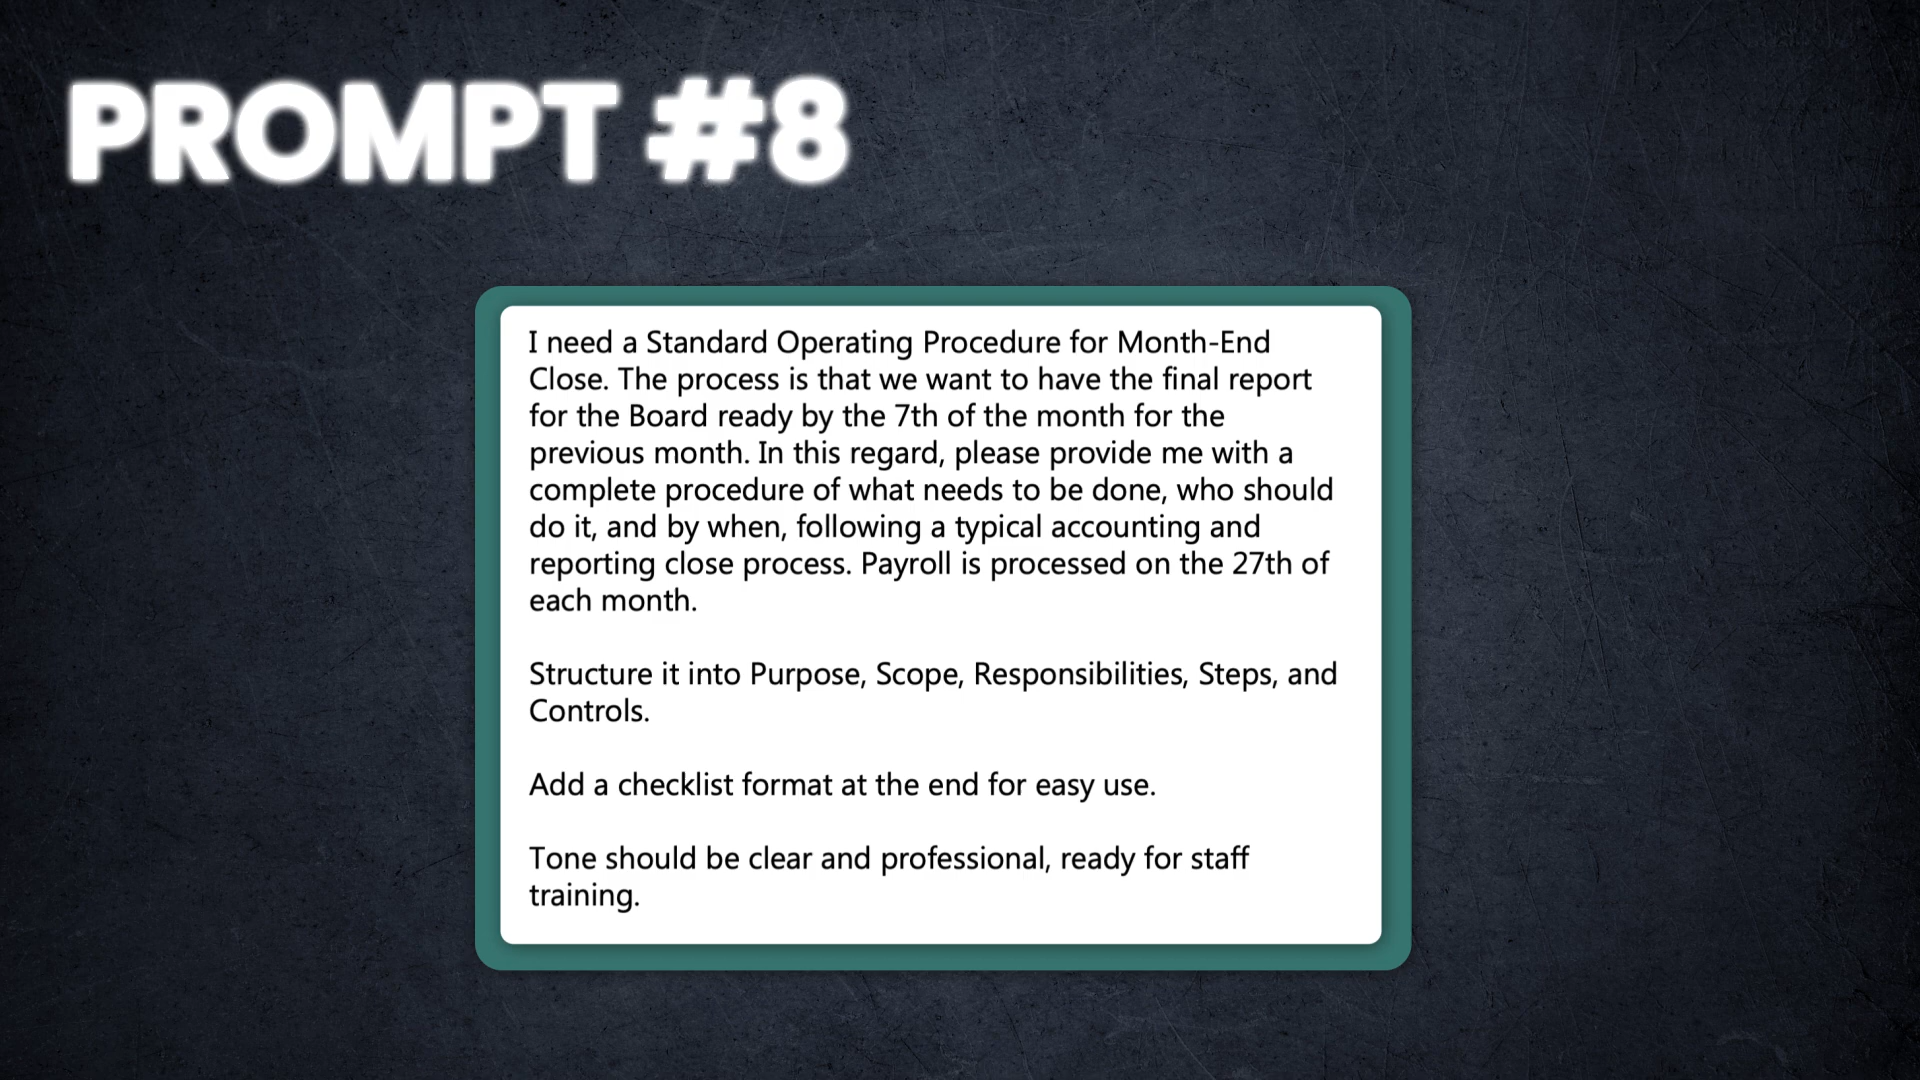 PROMPT #8
I need a Standard Operating Procedure for Month-End
Close. The process is that we want to have the final report
for the Board ready by the 7th of the month for the
previous month. In this regard, please provide me with a
complete procedure of what needs to be done, who should
do it, and by when, following a typical accounting and
reporting close process. Payroll is processed on the 27th of
each month.
Structure it into Purpose, Scope, Responsibilities, Steps, and
Controls.
Add a checklist format at the end for easy use.
Tone should be clear and professional, ready for staff
training.